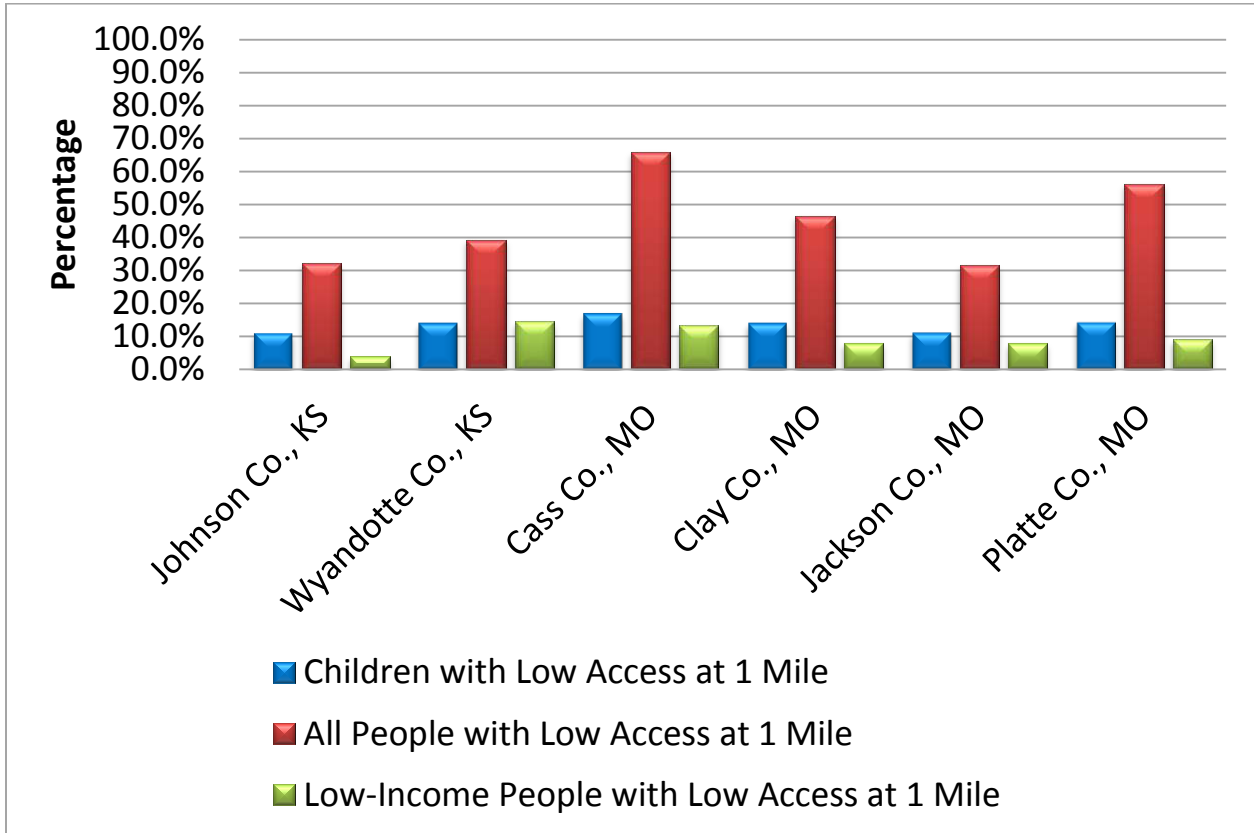 100.0%
90.0%
80.0%
70.0%
60.0%
50.0%
40.0%
30.0%
20.0%
10.0%
0.0%
Percentage
Johnson Co., KS
Wyandotte Co., KS
Cass Co., MO
Clay Co., MO
Jackson Co., MO
Platte Co., MO
Children with Low Access at 1 Mile
All People with Low Access at 1 Mile
Low-Income People with Low Access at 1 Mile